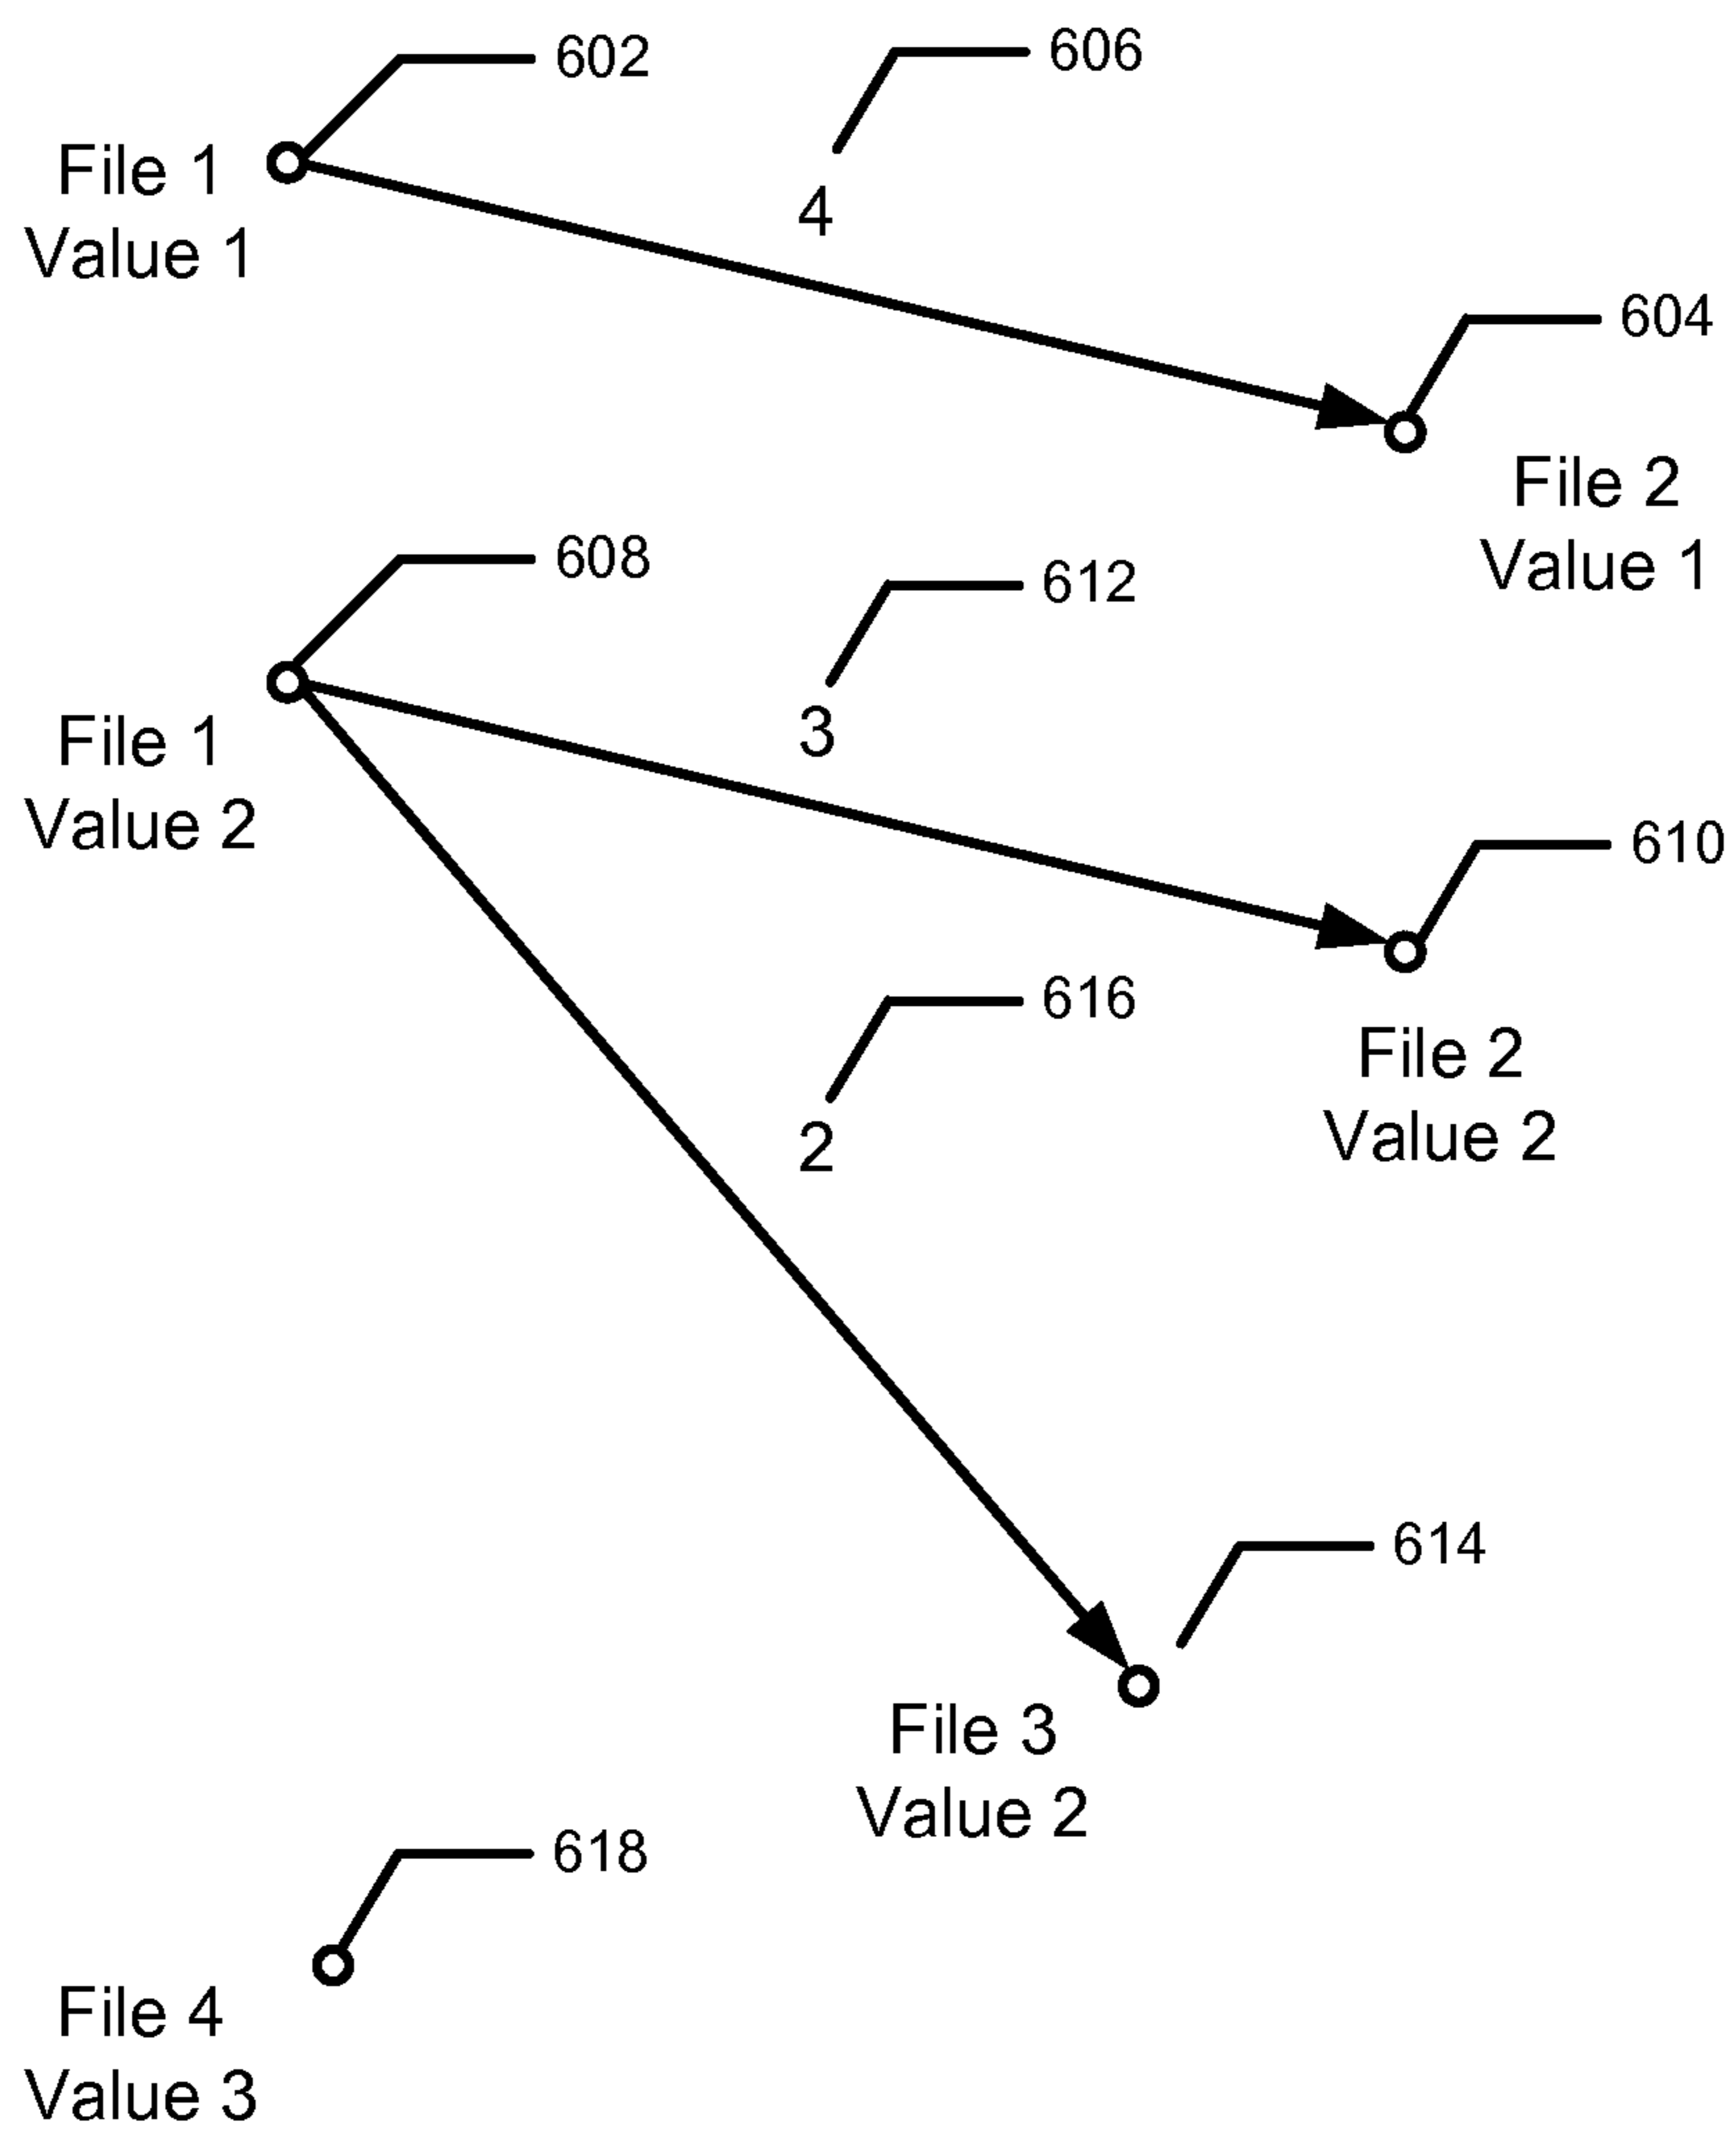 602
606
File 1
Value 1
4
604
File 2
Value 1
608
612
File 1
Value 2
3
610
616
File 2
Value 2
2
614
File 3
Value 2
618
File 4
Value 3